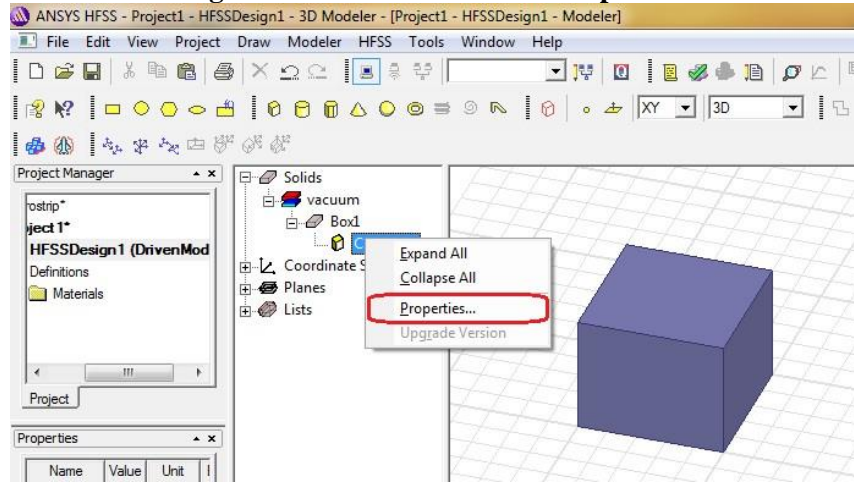 ANSYS HFSS - Project1 - HFSSDesign1 - 3D Modeler - [Project1 - HFSSDesign1 - Modeler]
File Edit View Project Draw Modeler HFSS Tools Window Help
XY 3D
Project Manager
rostrip*
oject1*
HFSSDesign1 (DrivenMod
Definitions
Materials
Project
Solids
vacuum
Box1
C
Coordinate S
Planes
Lists
Expand All
Collapse All
Properties...
Upgrade Version
Properties
Name Value Unit